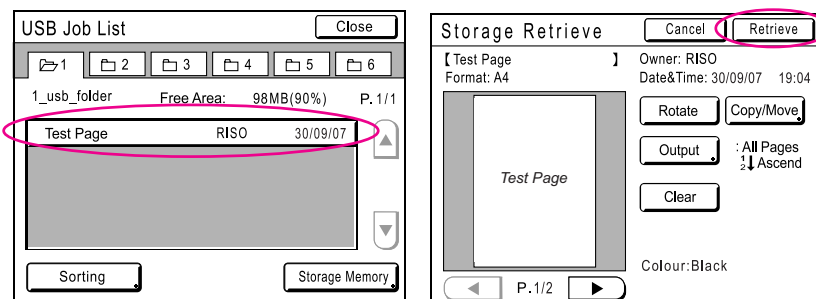 USB Job List
Close
1
2
3
4
5
6
1_usb_folder Free Area: 98MB(90%) P.1/1
Test Page RISO 30/09/07
Sorting
Storage Memory
Storage Retrieve
Cancel
Retrieve
【Test Page 】
Format: A4
Owner: RISO
Date&Time: 30/09/07 19:04
Test Page
Rotate
Copy/Move
Output
:All Pages
1
2
Ascend
Clear
Colour:Black
P.1/2